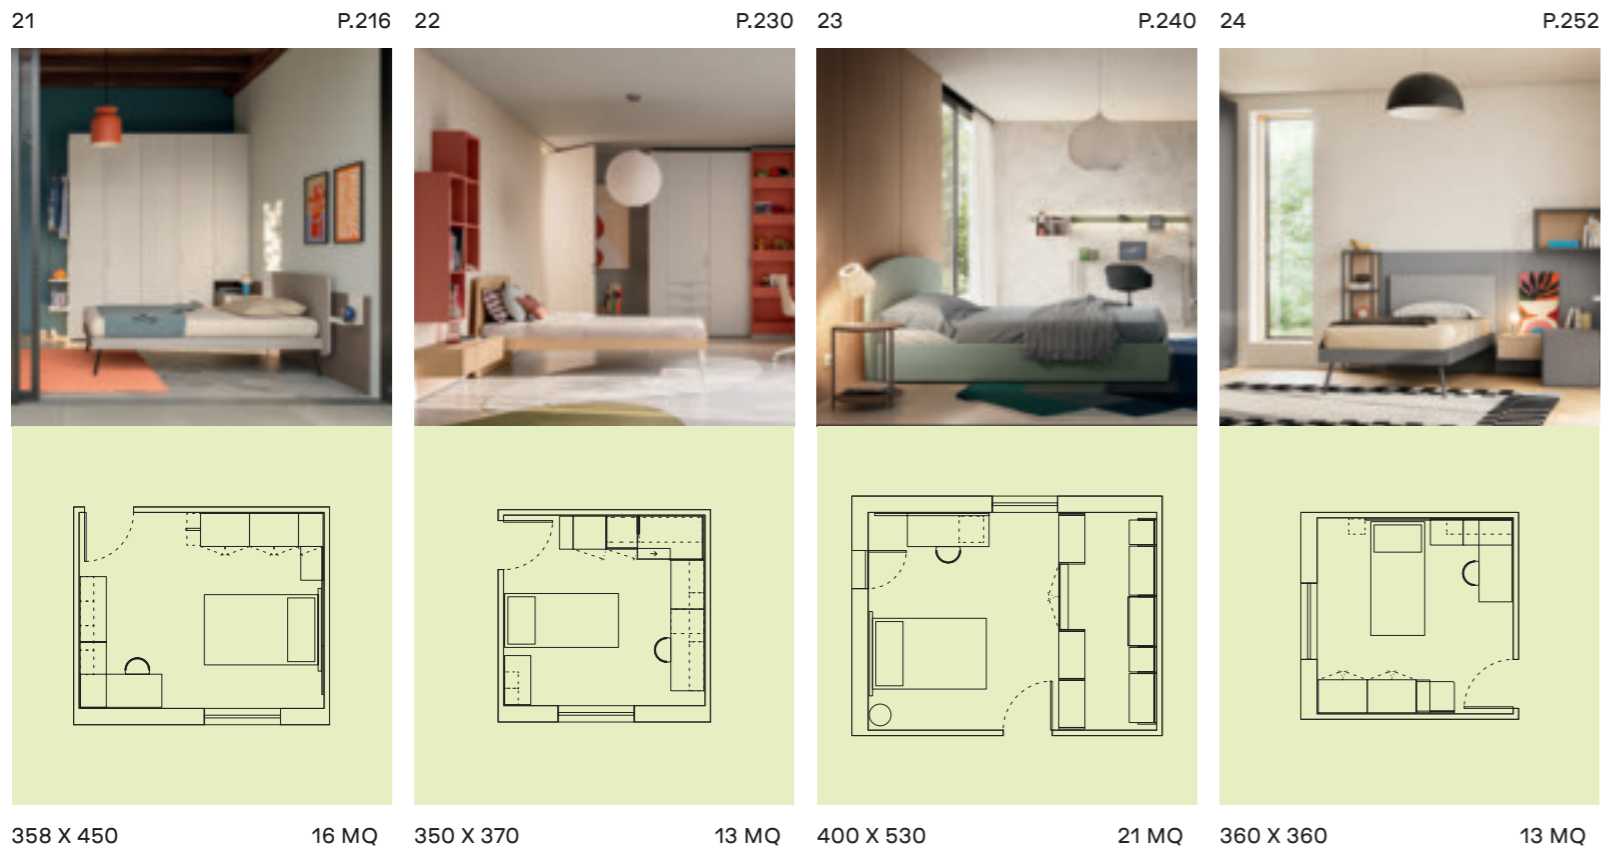 21 P.216
22 P.230
23 P.240
24 P.252
358 X 450 16 MQ
350 X 370 13 MQ
400 X 530 21 MQ
360 X 360 13 MQ